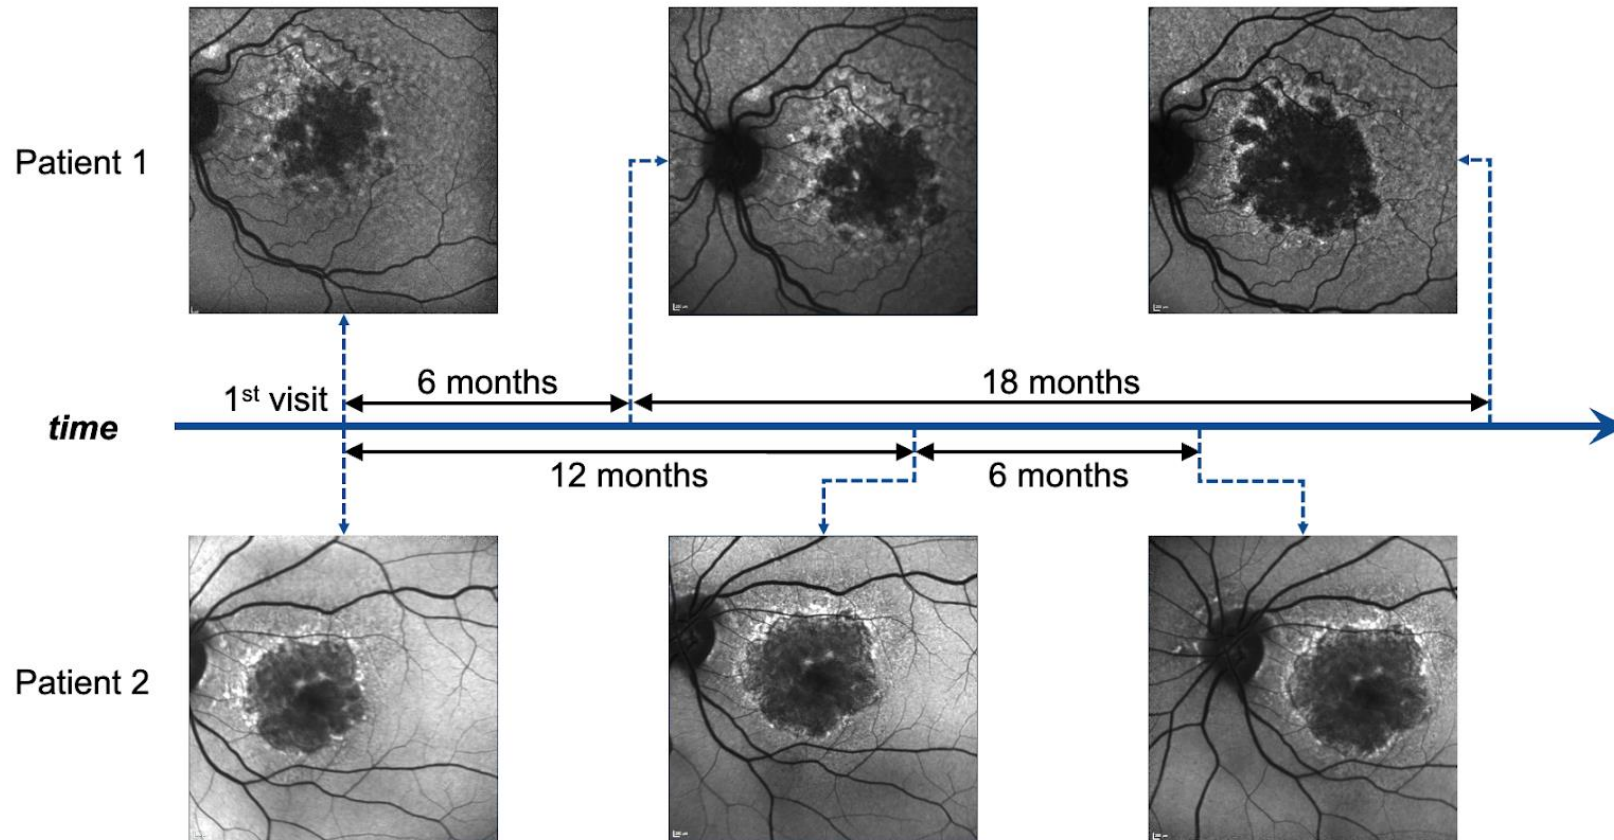 Patient 1
1st visit
6 months
18 months
time
12 months
6 months
Patient 2